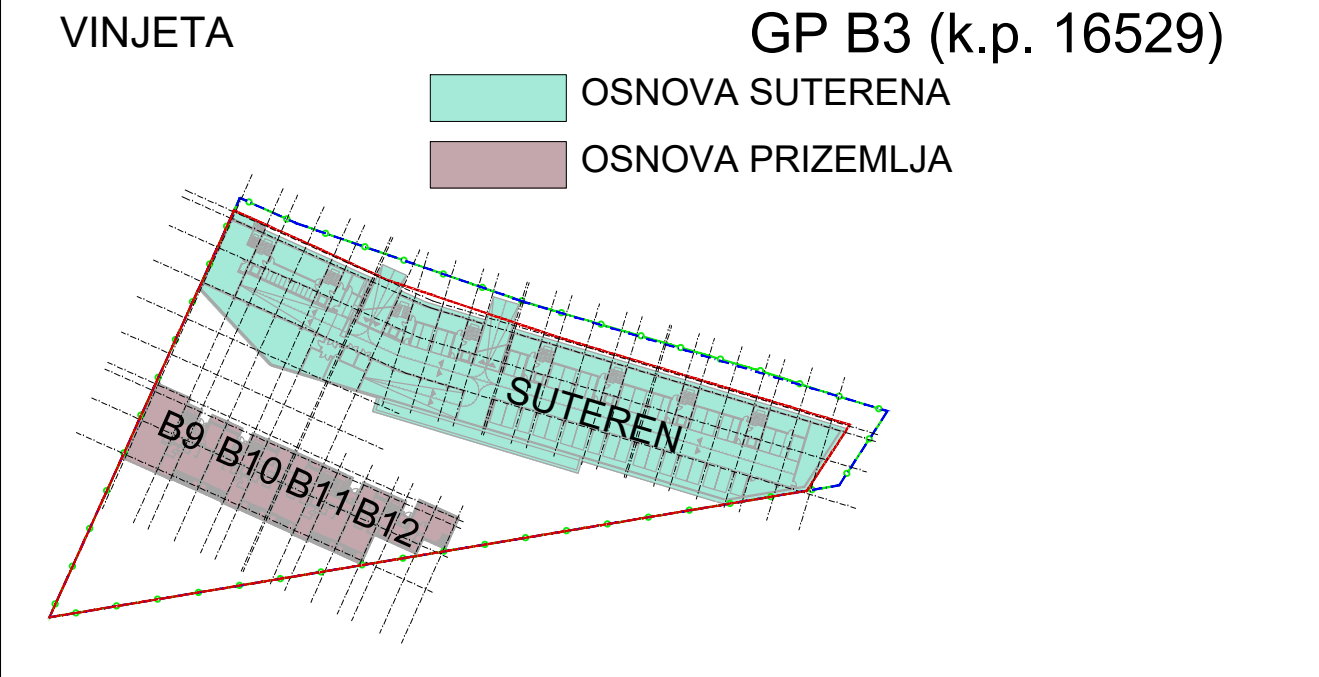 VINJETA
GP B3 (k.p. 16529)
OSNOVA SUTERENA
OSNOVA PRIZEMLJA
SUTEREN
B9 B10 B11 B12